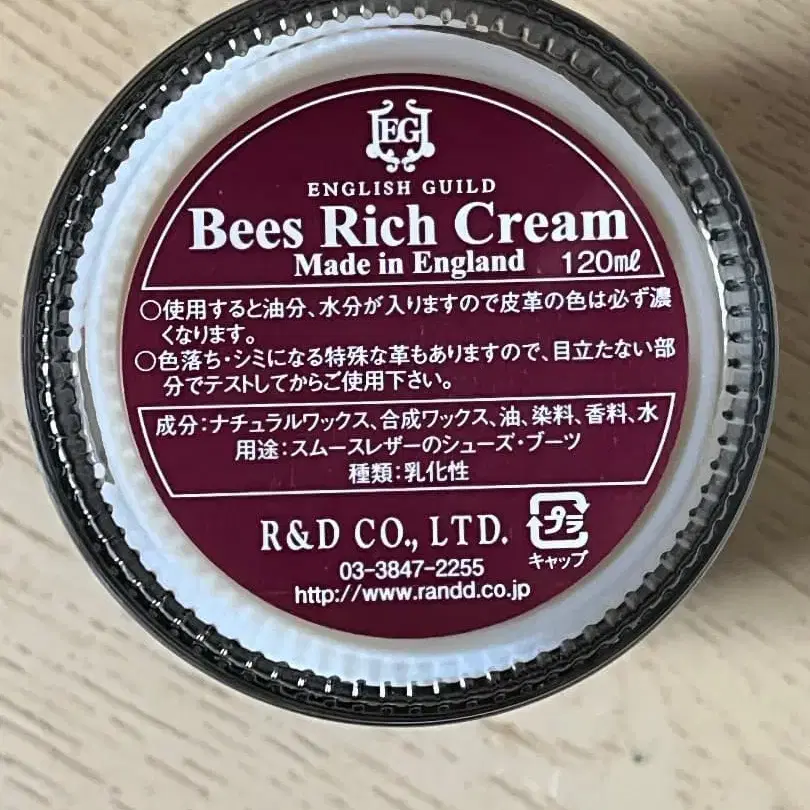 EG
ENGLISH GUILD
Bees Rich Cream
Made in England 120mℓ
○使用すると油分、水分が入りますので皮革の色は必ず濃
くなります。
○色落ち・シミになる特殊な革もありますので、目立たない部
分でテストしてからご使用下さい。
成分:ナチュラルワックス、合成ワックス、油、染料、香料、水
用途:スムースレザーのシューズ・ブーツ
種類:乳化性
R&D CO., LTD.
プラ
キャップ
03-3847-2255
http://www.randd.co.jp